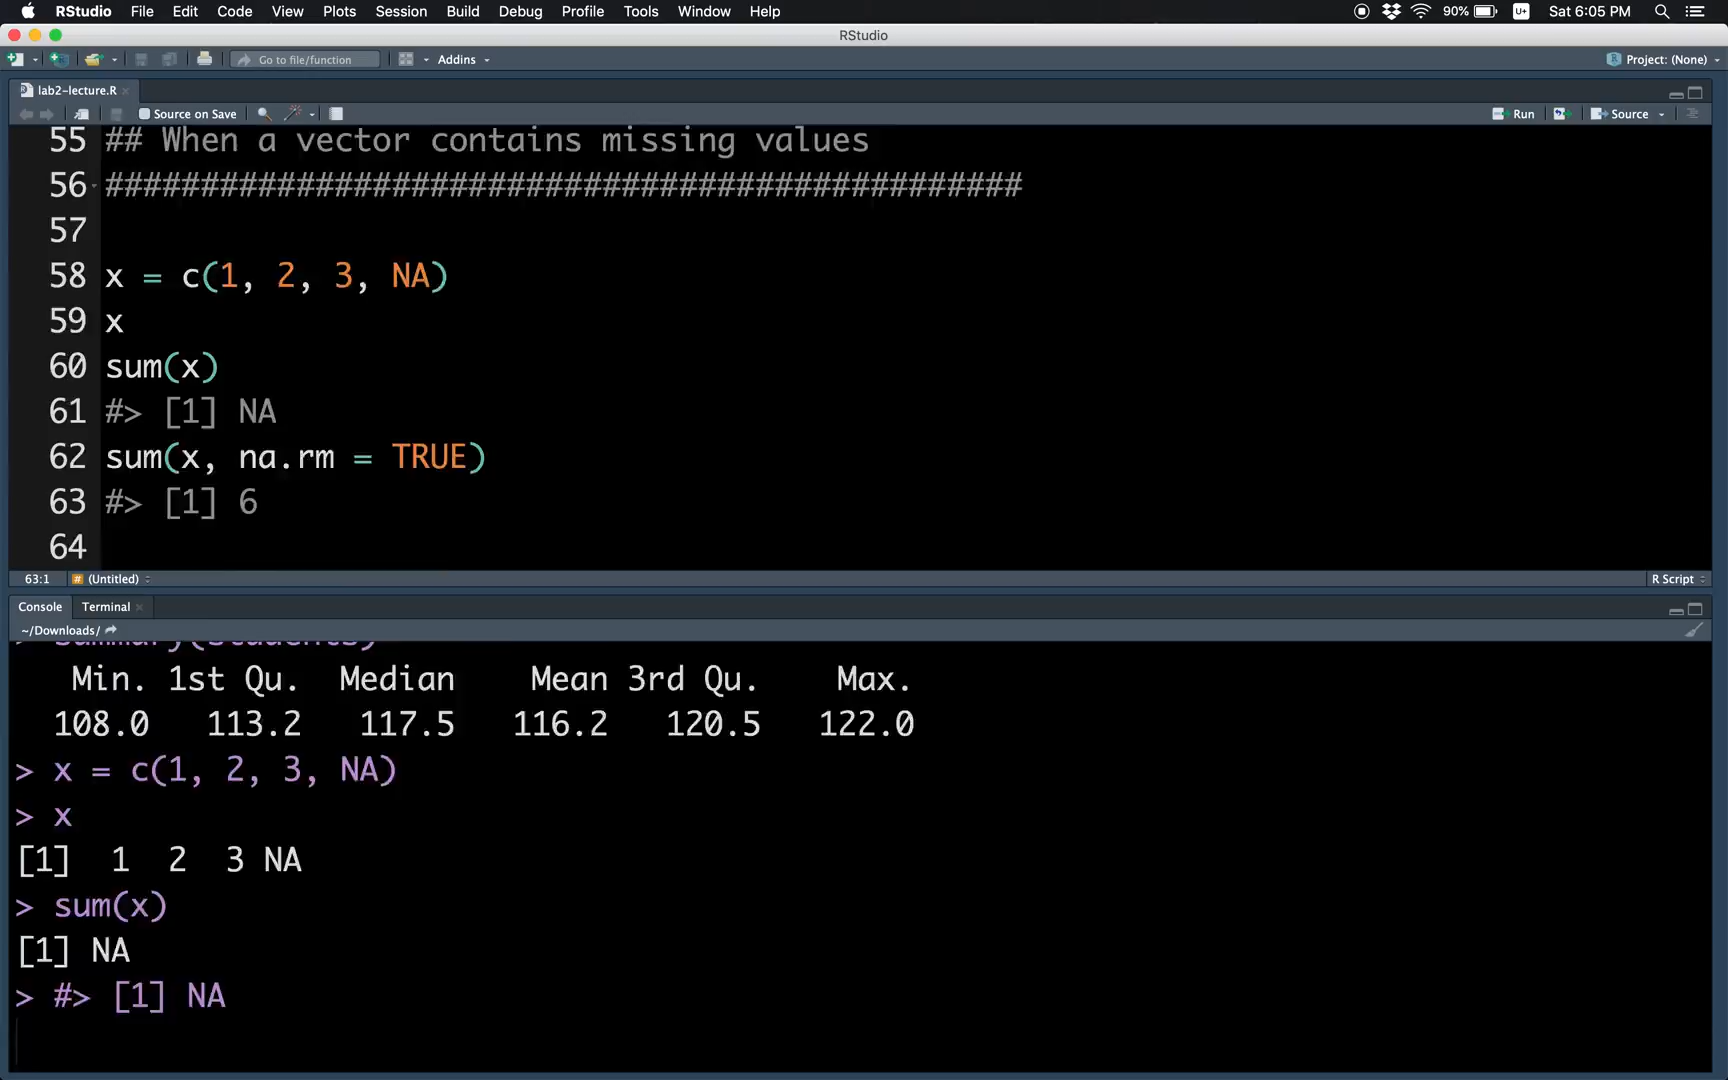 RStudio File Edit Code View Plots Session Build Debug Profile Tools Window Help 90% U+ Sat 6:05 PM
RStudio
Go to file/function Addins Project: (None)
lab2-lecture.R
Source on Save Run Source
55 ## When a vector contains missing values
56 #################################################
57
58 x = c(1, 2, 3, NA)
59 x
60 sum(x)
61 #> [1] NA
62 sum(x, na.rm = TRUE)
63 #> [1] 6
64
63:1 # (Untitled) R Script
Console Terminal
~/Downloads/
> summary(students)
Min. 1st Qu. Median Mean 3rd Qu. Max.
108.0 113.2 117.5 116.2 120.5 122.0
> x = c(1, 2, 3, NA)
> x
[1] 1 2 3 NA
> sum(x)
[1] NA
> #> [1] NA